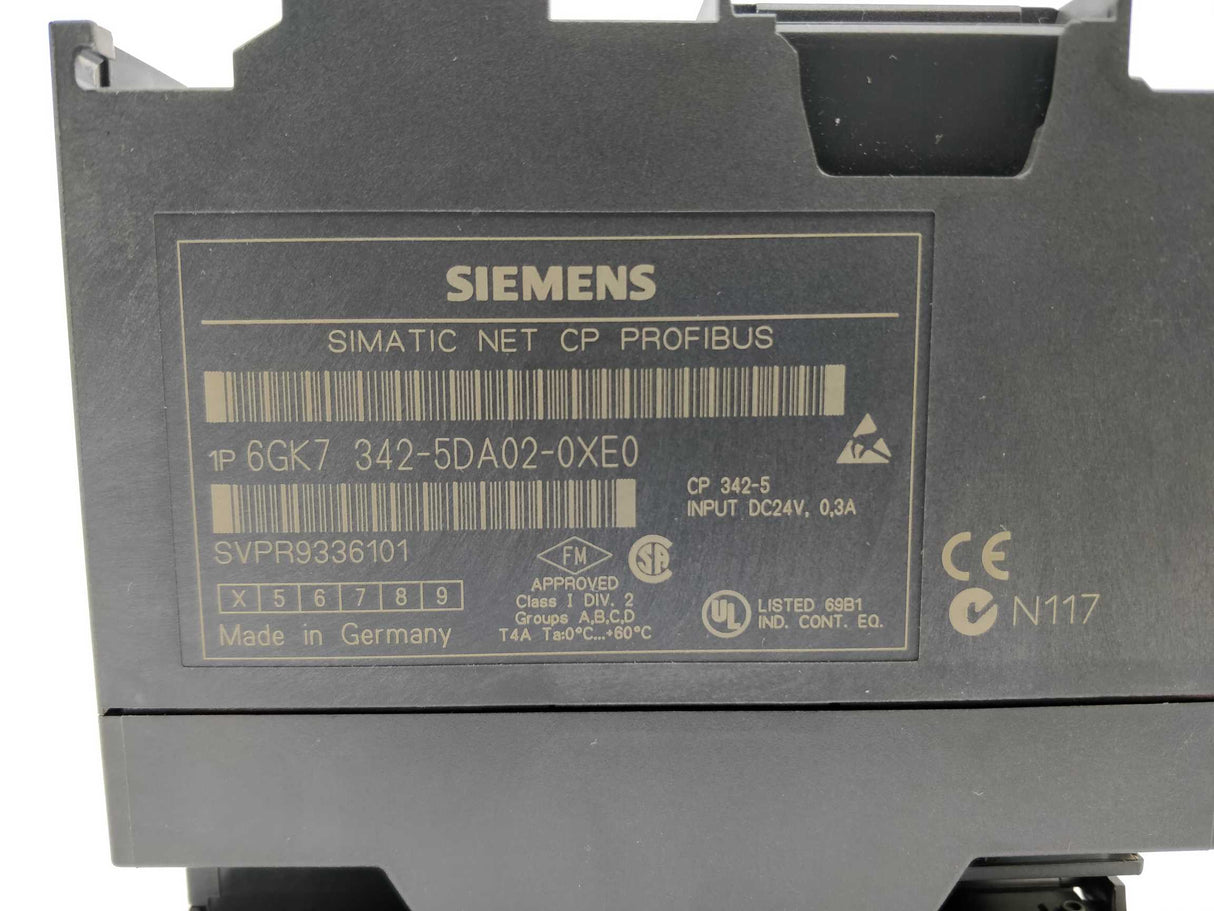 SIEMENS
SIMATIC NET CP PROFIBUS
1P 6GK7 342-5DA02-0XE0
CP 342-5
INPUT DC24V, 0,3A
SVPR9336101
X 5 6 7 8 9
Made in Germany
FM
APPROVED
Class I DIV. 2
Groups A,B,C,D
T4A Ta:0°C...+60°C
SA
UL
LISTED 69B1
IND. CONT. EQ.
CE
N117